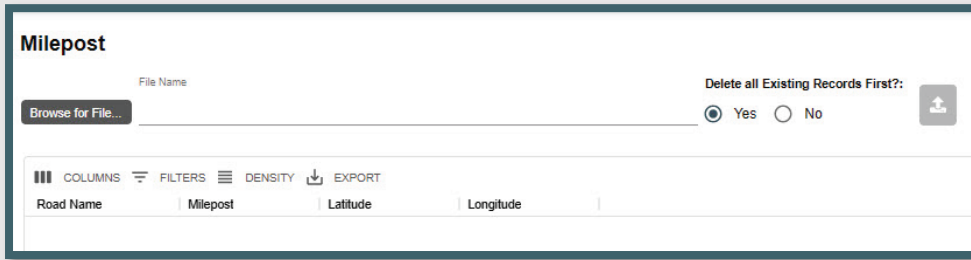 Milepost
File Name
Delete all Existing Records First?:
Browse for File...
Yes No
COLUMNS FILTERS DENSITY EXPORT
Road Name Milepost Latitude Longitude